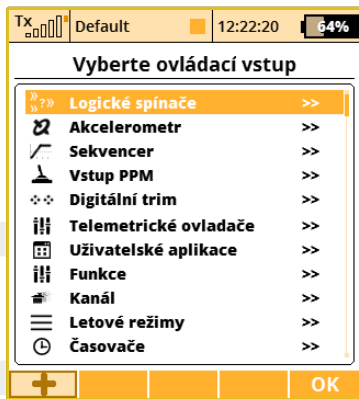 Tx Default 12:22:20 64%
Vyberte ovládací vstup
Logické spínače >>
Akcelerometr >>
Sekvencer >>
Vstup PPM >>
Digitální trim >>
Telemetrické ovladače >>
Uživatelské aplikace >>
Funkce >>
Kanál >>
Letové režimy >>
Časovače >>
OK